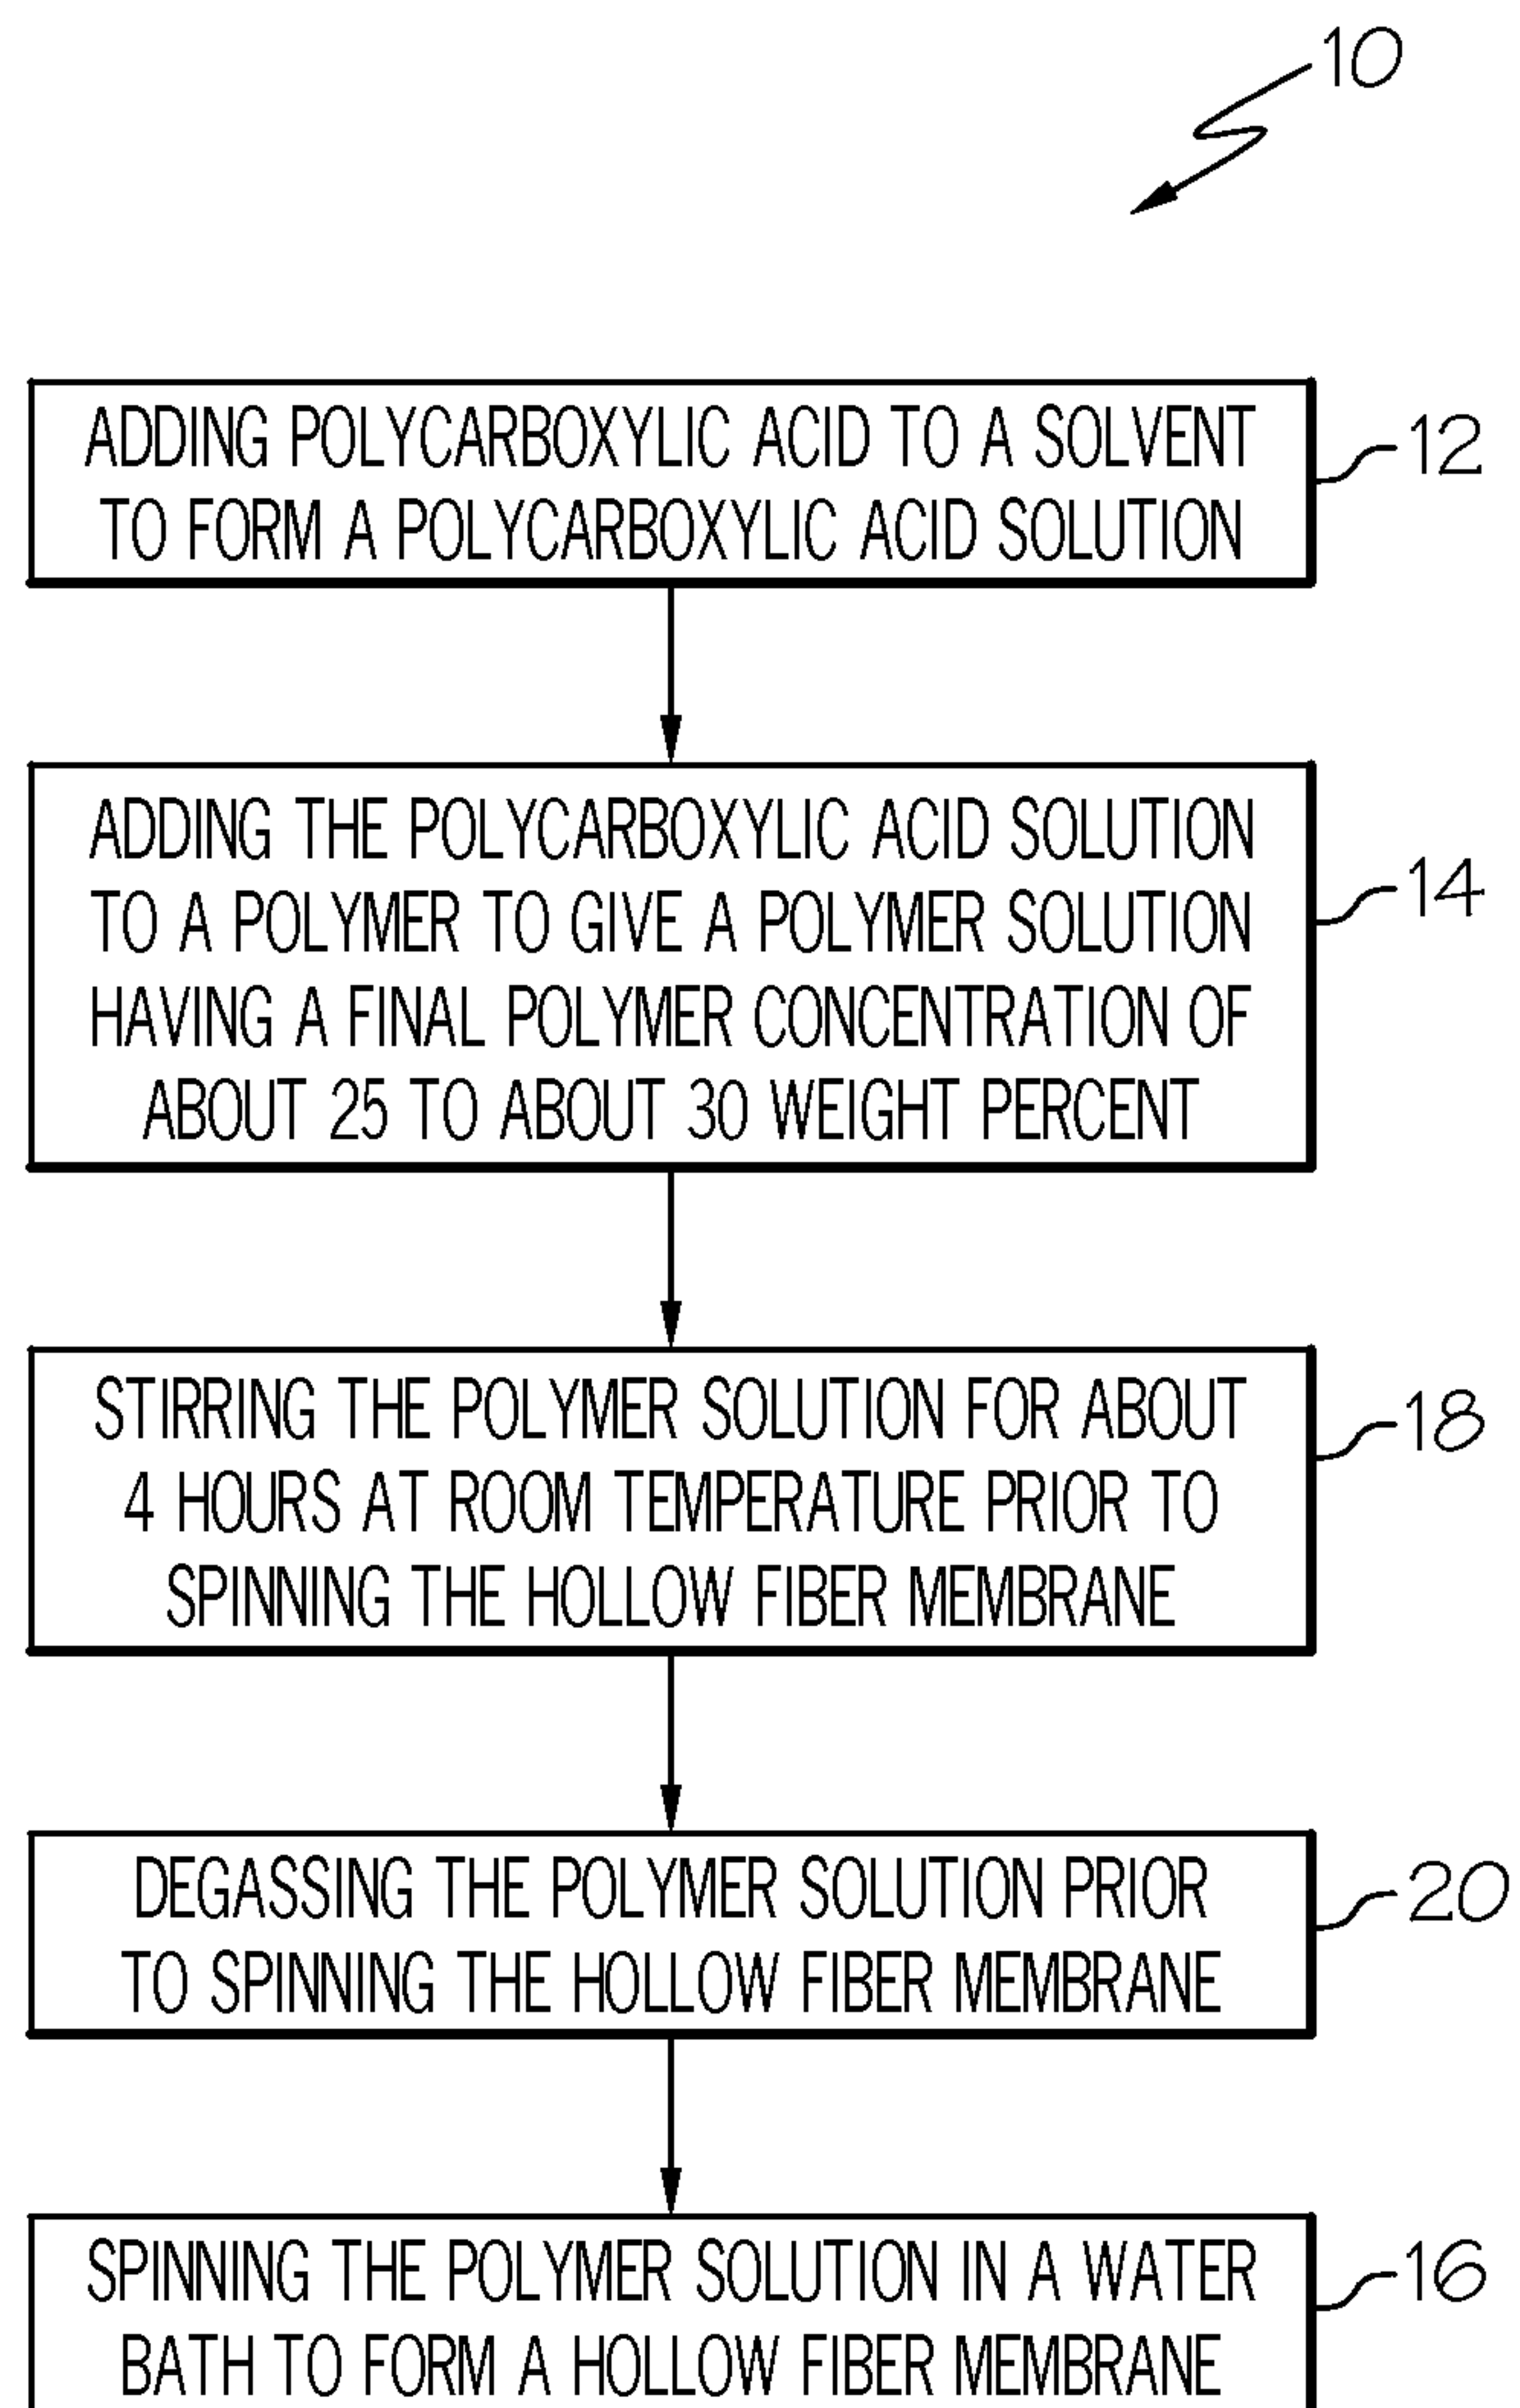 10
ADDING POLYCARBOXYLIC ACID TO A SOLVENT
TO FORM A POLYCARBOXYLIC ACID SOLUTION
12
ADDING THE POLYCARBOXYLIC ACID SOLUTION
TO A POLYMER TO GIVE A POLYMER SOLUTION
HAVING A FINAL POLYMER CONCENTRATION OF
ABOUT 25 TO ABOUT 30 WEIGHT PERCENT
14
STIRRING THE POLYMER SOLUTION FOR ABOUT
4 HOURS AT ROOM TEMPERATURE PRIOR TO
SPINNING THE HOLLOW FIBER MEMBRANE
18
DEGASSING THE POLYMER SOLUTION PRIOR
TO SPINNING THE HOLLOW FIBER MEMBRANE
20
SPINNING THE POLYMER SOLUTION IN A WATER
BATH TO FORM A HOLLOW FIBER MEMBRANE
16